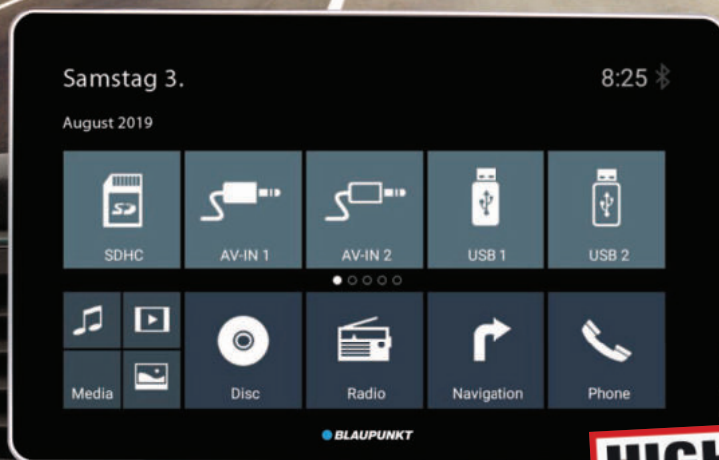 Samstag 3.
8:25
August 2019
SDHC
AV-IN 1
AV-IN 2
USB 1
USB 2
Media
Disc
Radio
Navigation
Phone
BLAUPUNKT